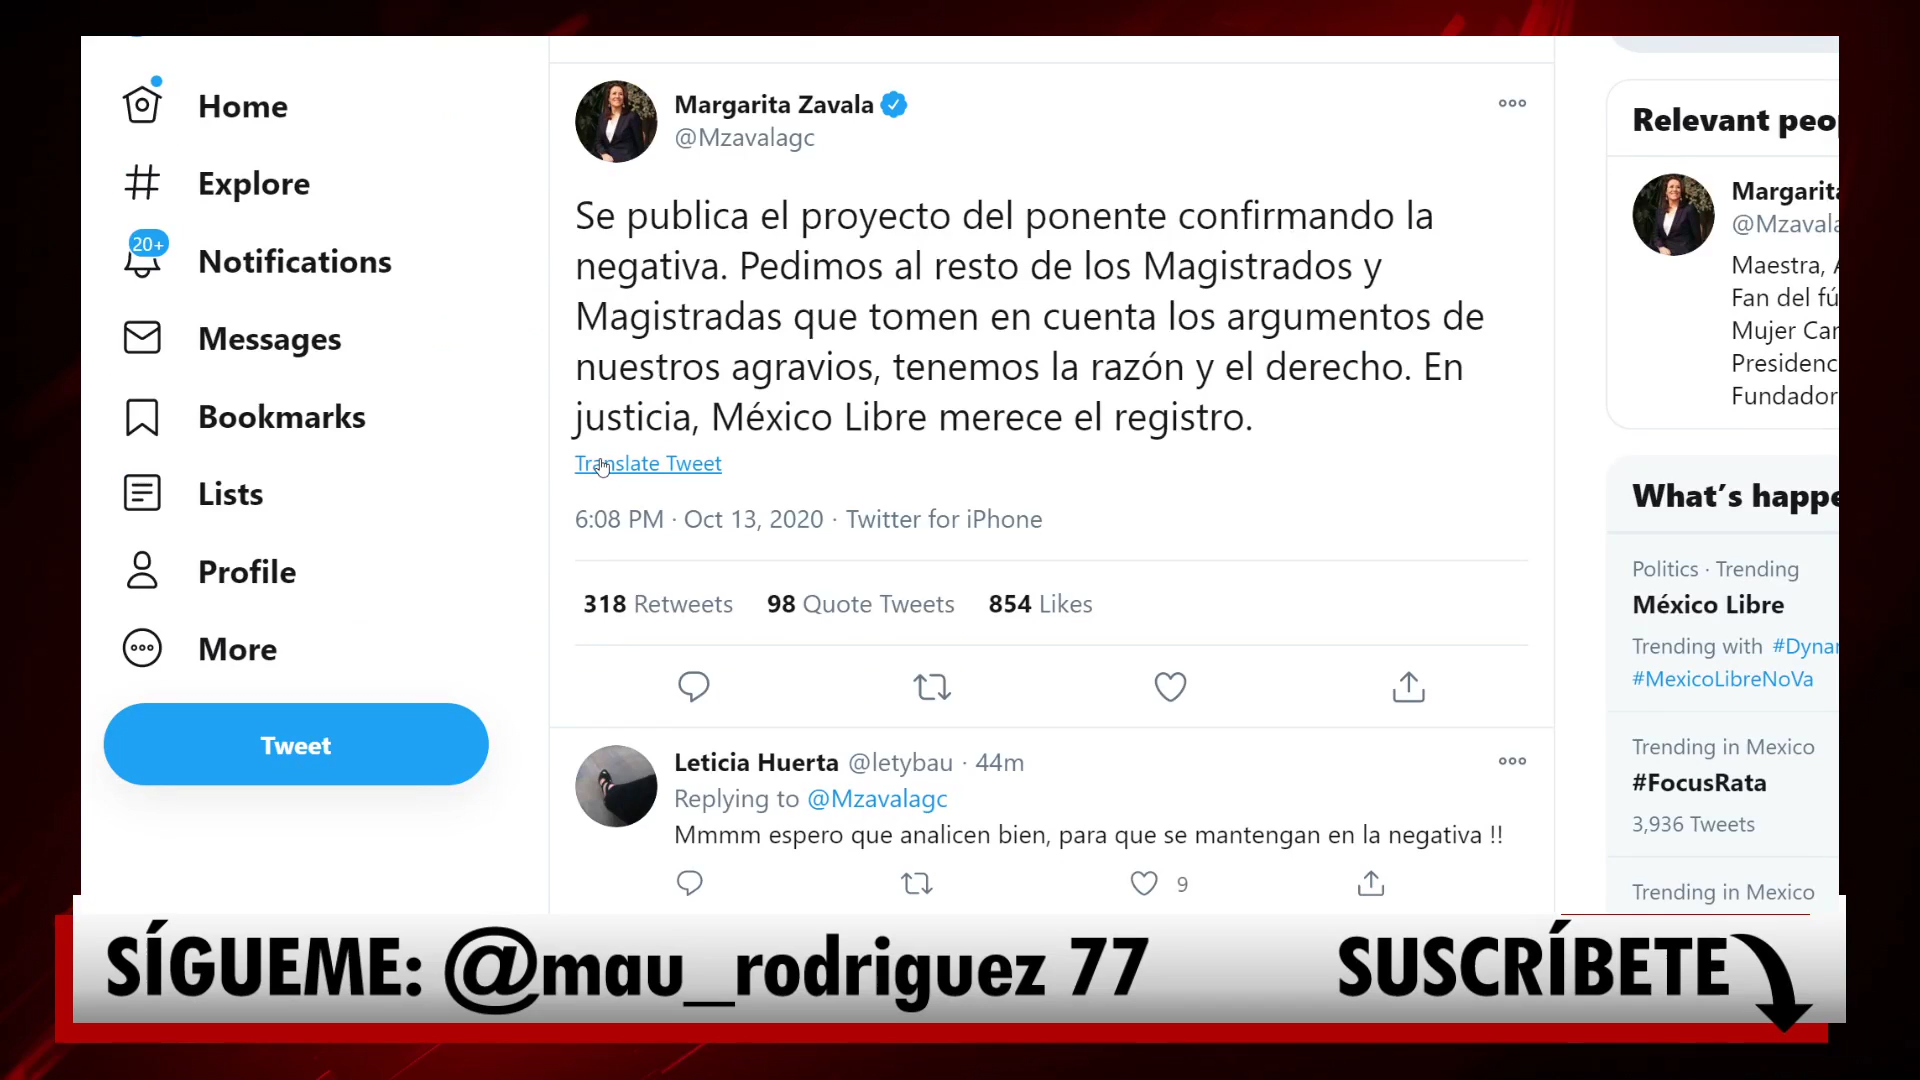 Home
Explore
20+
Notifications
Messages
Bookmarks
Lists
Profile
More
Tweet
Margarita Zavala
@Mzavalagc
Se publica el proyecto del ponente confirmando la
negativa. Pedimos al resto de los Magistrados y
Magistradas que tomen en cuenta los argumentos de
nuestros agravios, tenemos la razón y el derecho. En
justicia, México Libre merece el registro.
Translate Tweet
6:08 PM · Oct 13, 2020 · Twitter for iPhone
318 Retweets 98 Quote Tweets 854 Likes
Leticia Huerta @letybau · 44m
Replying to @Mzavalagc
Mmmm espero que analicen bien, para que se mantengan en la negativa !!
9
Relevant peo
Margarita
@Mzavala
Maestra,
Fan del fú
Mujer Car
Presidenc
Fundador
What's happe
Politics · Trending
México Libre
Trending with #Dynar
#MexicoLibreNoVa
Trending in Mexico
#FocusRata
3,936 Tweets
Trending in Mexico
SÍGUEME: @mau_rodriguez 77
SUSCRÍBETE